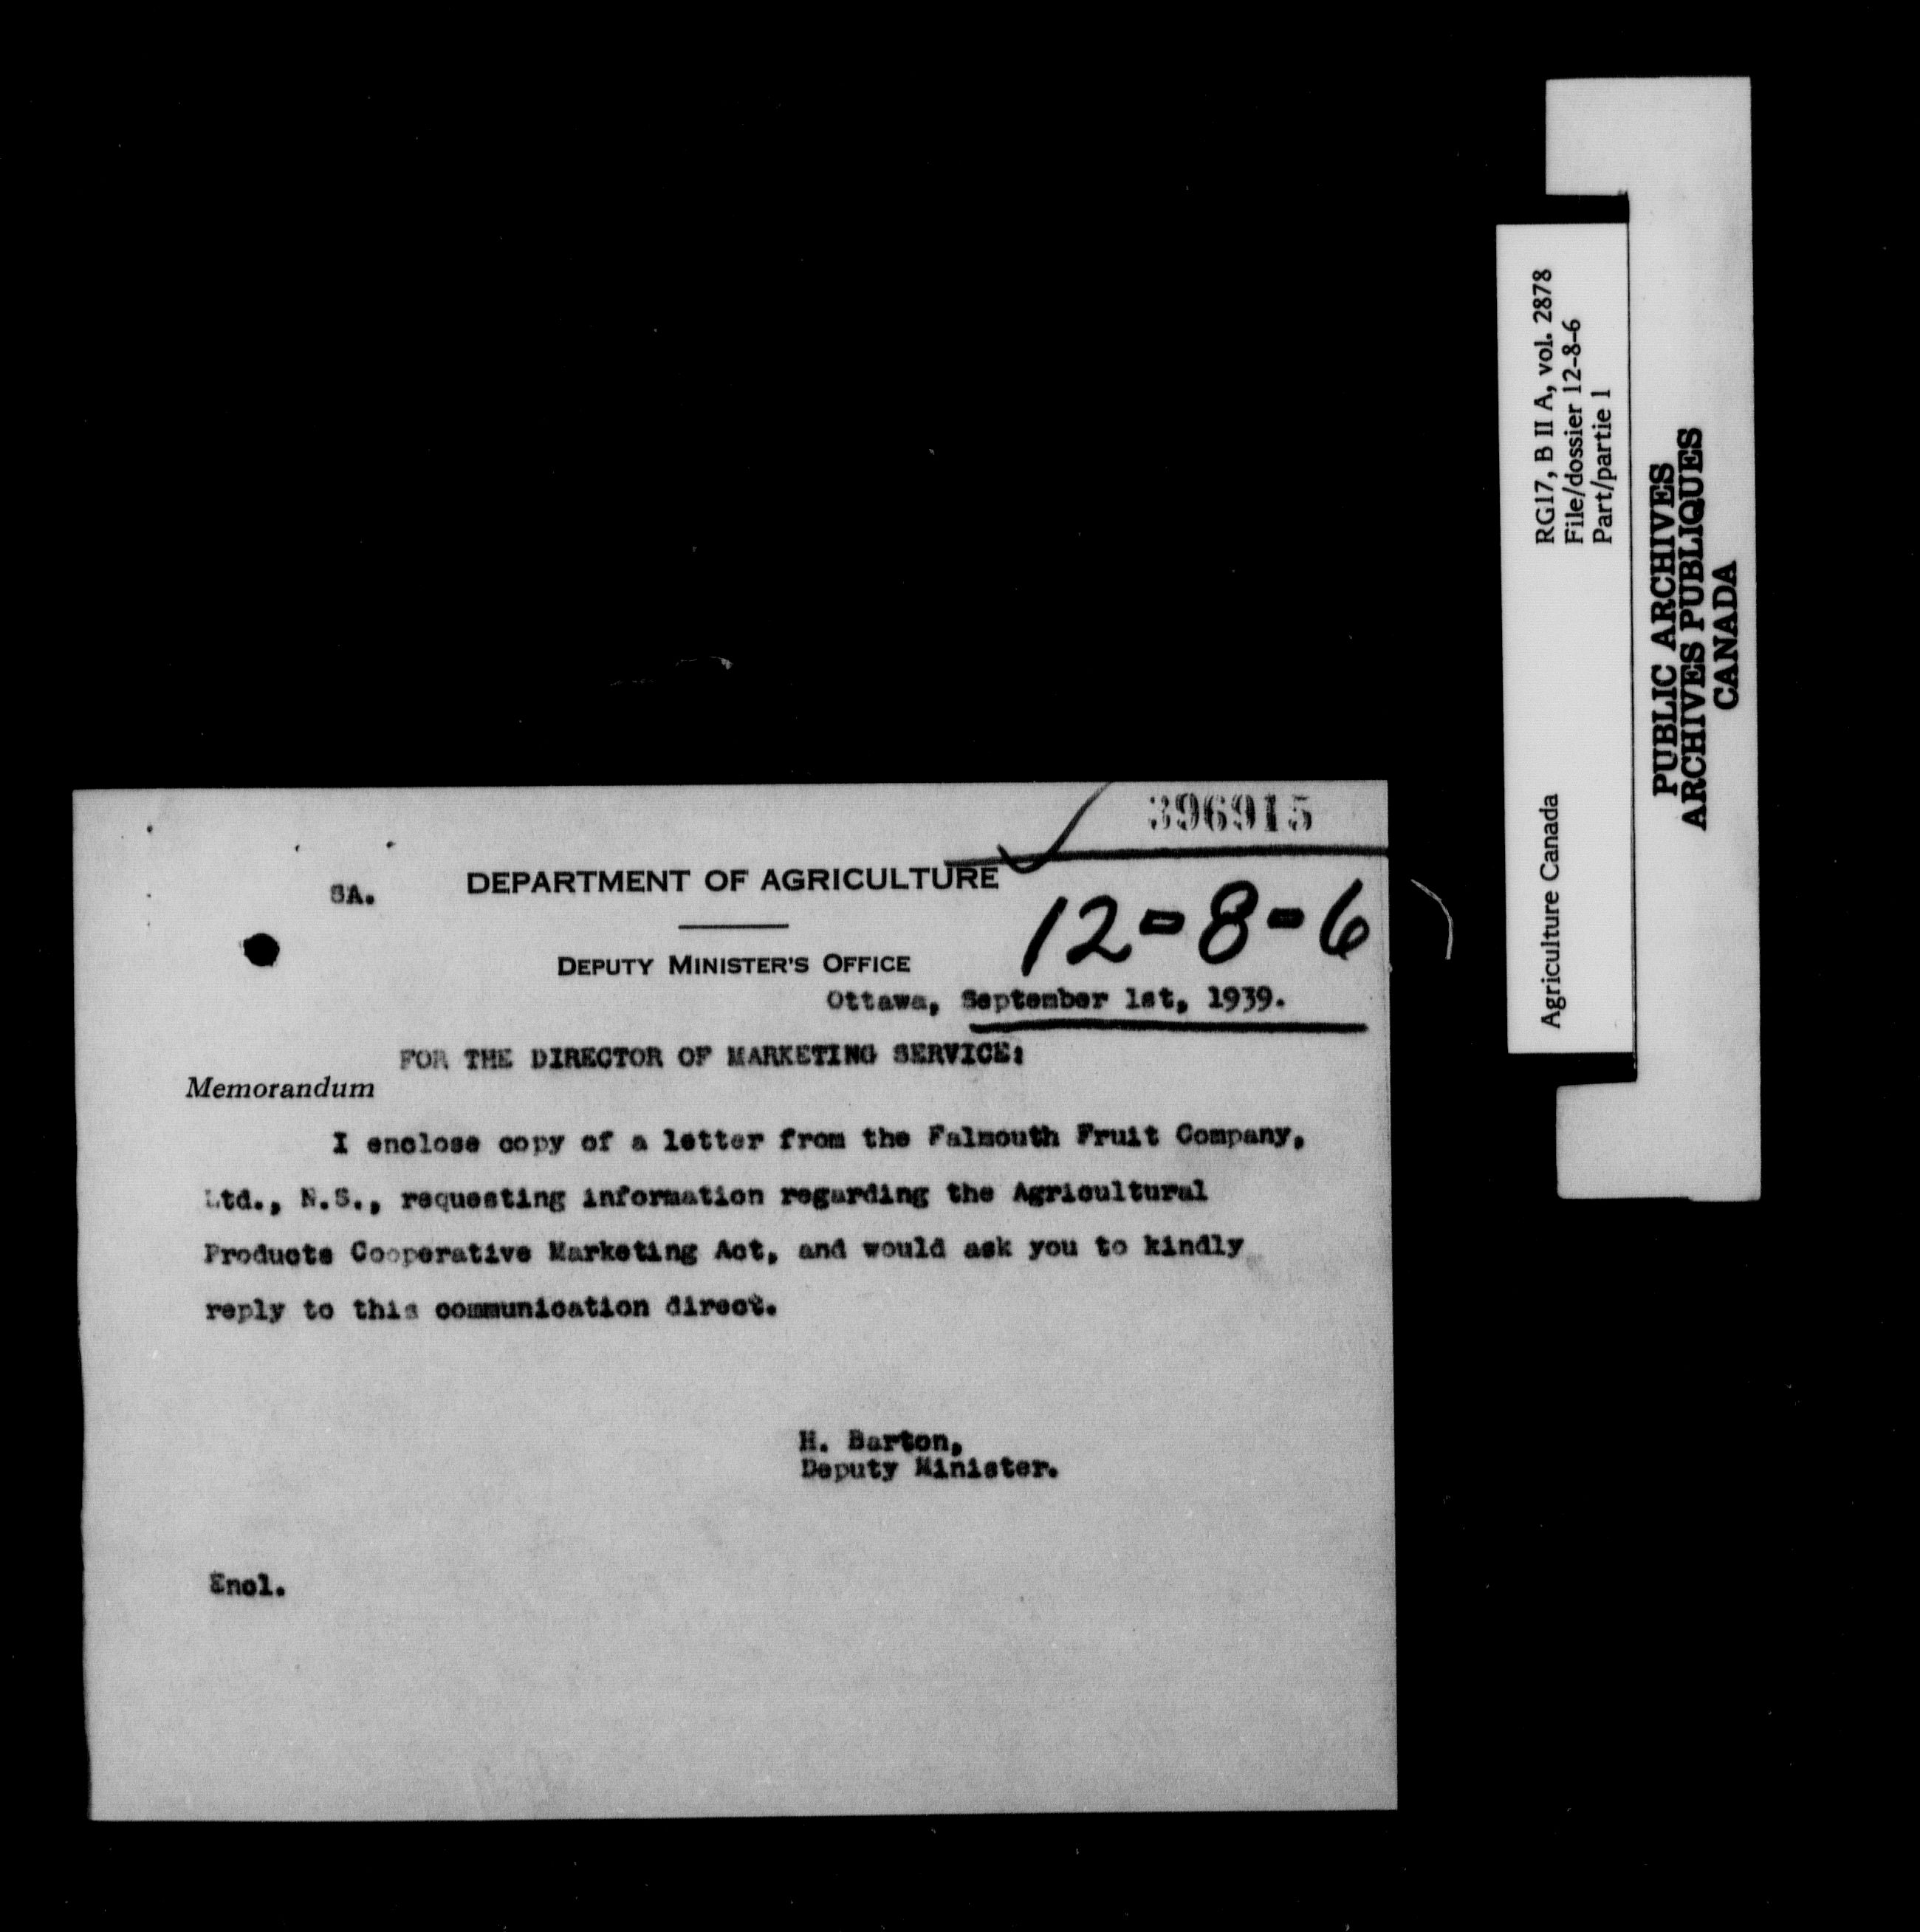 396915
SA.
DEPARTMENT OF AGRICULTURE
12-8-6
DEPUTY MINISTER'S OFFICE
Ottawa, September 1st, 1939.
FOR THE DIRECTOR OF MARKETING SERVICE:
Memorandum
I enclose copy of a letter from the Falmouth Fruit Company,
Ltd., N.S., requesting information regarding the Agricultural
Products Cooperative Marketing Act, and would ask you to kindly
reply to this communication direct.
H. Barton,
Deputy Minister.
Encl.
Agriculture Canada
RG17, B II A, vol. 2878
File/dossier 12-8-6
Part/partie 1
PUBLIC ARCHIVES
ARCHIVES PUBLIQUES
CANADA